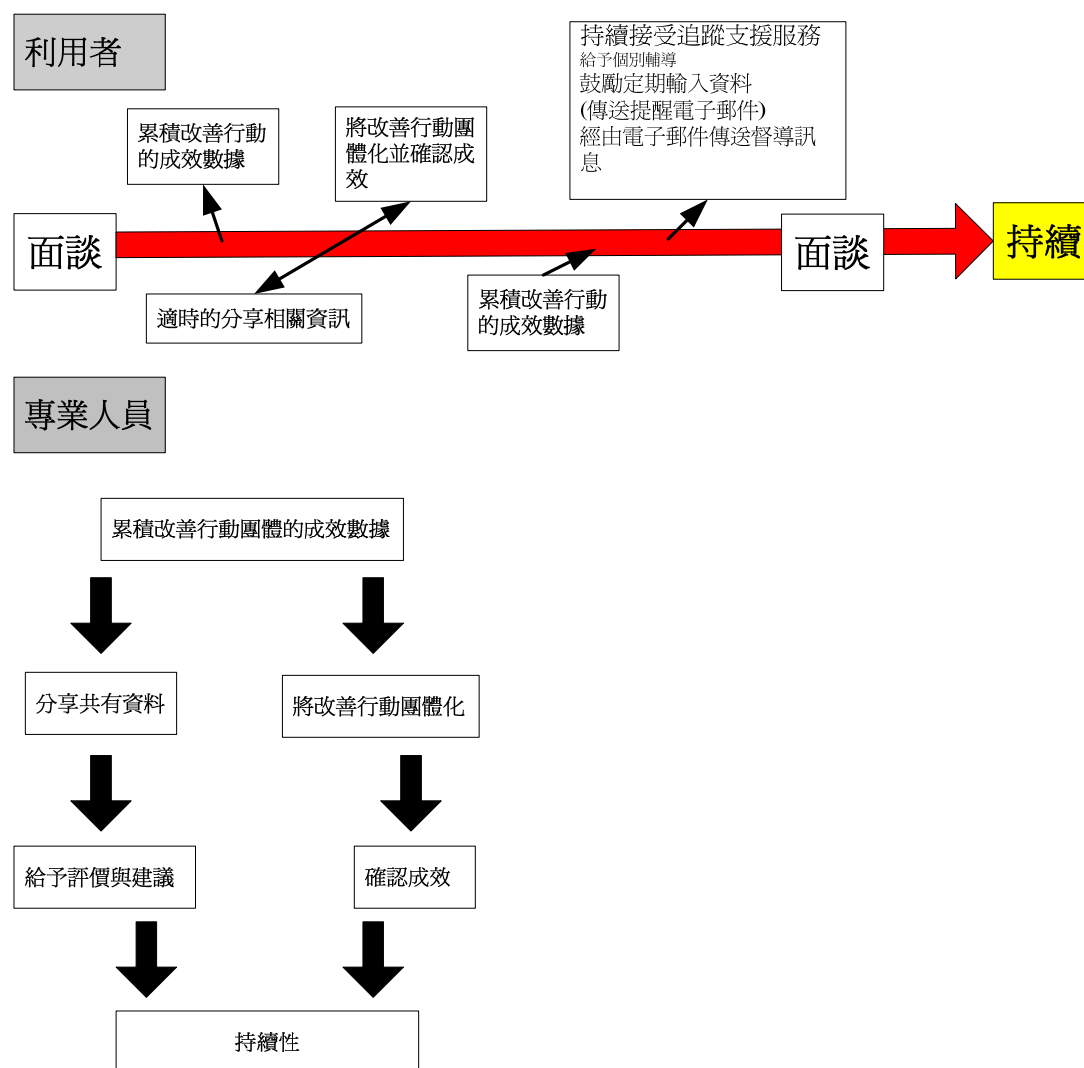 利用者
持續接受追蹤支援服務
給予個別輔導
鼓勵定期輸入資料
(傳送提醒電子郵件)
經由電子郵件傳送督導訊
息
累積改善行動
的成效數據
將改善行動團
體化並確認成
效
面談
面談
持續
適時的分享相關資訊
累積改善行動
的成效數據
專業人員
累積改善行動團體的成效數據
分享共有資料
將改善行動團體化
給予評價與建議
確認成效
持續性